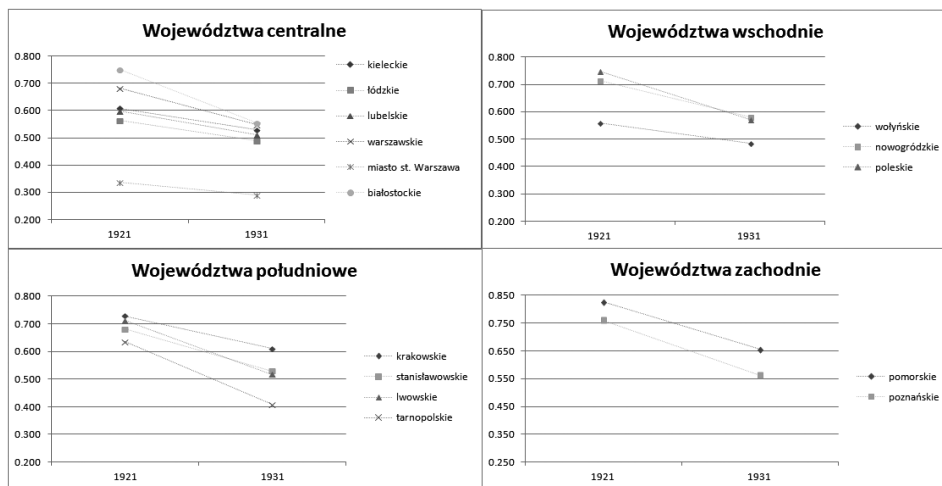 Województwa centralne
0.800
0.700
0.600
0.500
0.400
0.300
0.200
1921
1931
kieleckie
łódzkie
lubelskie
warszawskie
miasto st. Warszawa
białostockie
Województwa wschodnie
0.800
0.700
0.600
0.500
0.400
0.300
0.200
1921
1931
wołyńskie
nowogródzkie
poleskie
Województwa południowe
0.800
0.700
0.600
0.500
0.400
0.300
0.200
1921
1931
krakowskie
stanisławowskie
lwowskie
tarnopolskie
Województwa zachodnie
0.850
0.750
0.650
0.550
0.450
0.350
0.250
1921
1931
pomorskie
poznańskie